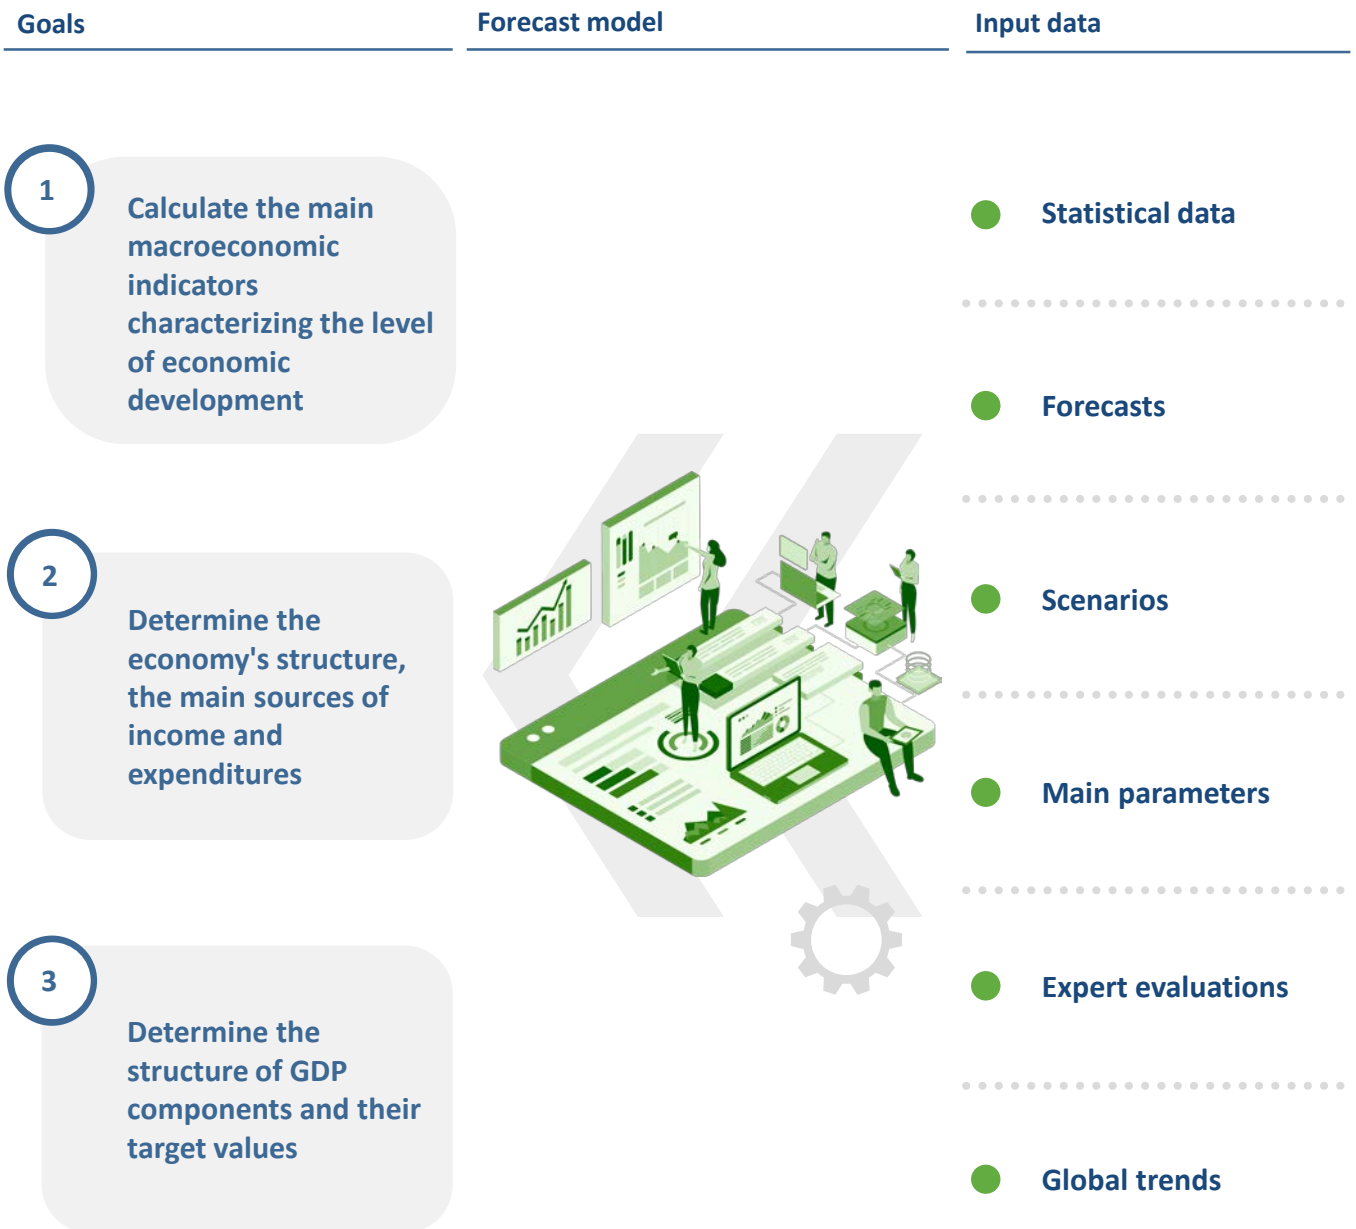 Goals
Forecast model
Input data
1
Calculate the main
macroeconomic
indicators
characterizing the level
of economic
development
2
Determine the
economy's structure,
the main sources of
income and
expenditures
3
Determine the
structure of GDP
components and their
target values
Statistical data
Forecasts
Scenarios
Main parameters
Expert evaluations
Global trends